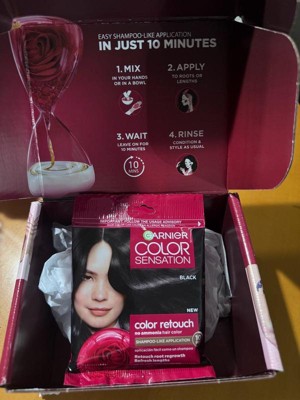 EASY SHAMPOO-LIKE APPLICATION
IN JUST 10 MINUTES
1. MIX
IN YOUR HANDS
OR IN A BOWL
2. APPLY
TO ROOTS OR
LENGTHS
3. WAIT
LEAVE ON FOR
10 MINUTES
10
MINS
4. RINSE
CONDITION &
STYLE AS USUAL
GARNIER
COLOR
SENSATION
BLACK
NEW
color retouch
no ammonia hair color
SHAMPOO-LIKE APPLICATION
Retouch root regrowth
Refresh lengths